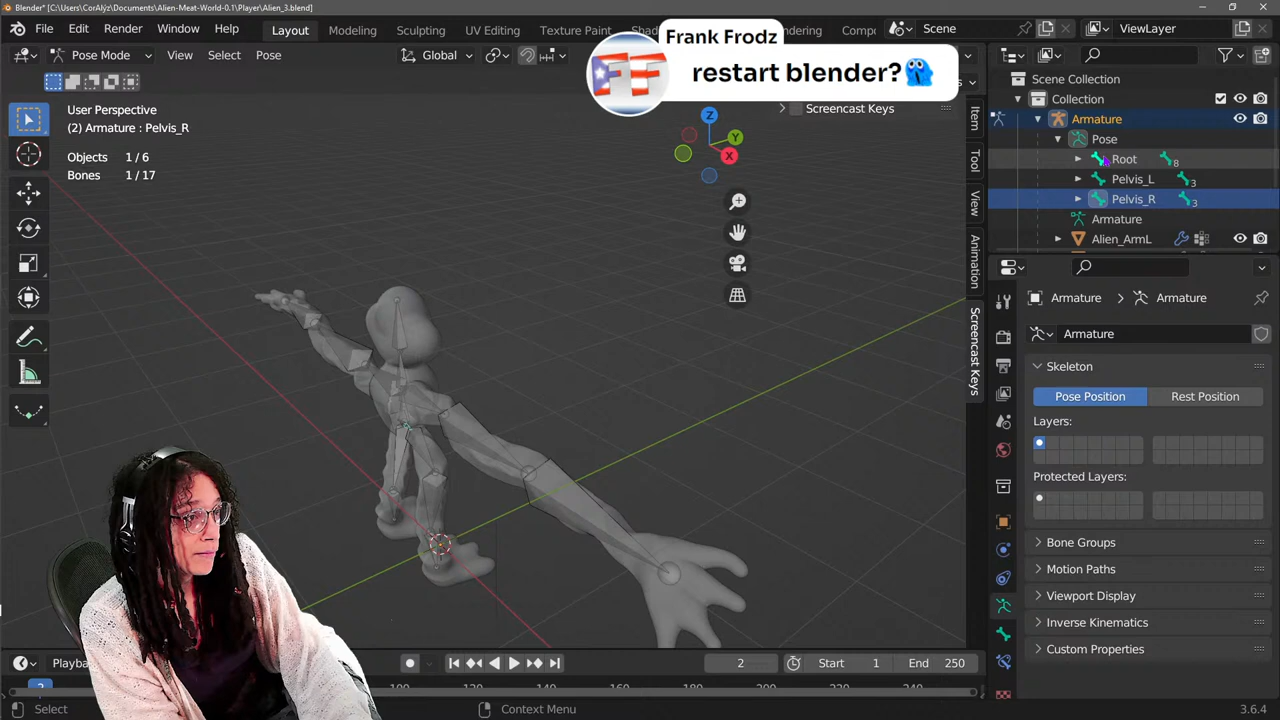 Blender* [C:\Users\CorAlýz\Documents\Alien-Meat-World-0.1\Player\Alien_3.blend]
File Edit Render Window Help Layout Modeling Sculpting UV Editing Texture Paint Scene ViewLayer
Frank Frodz
restart blender?
Pose Mode View Select Pose Global
User Perspective
(2) Armature : Pelvis_R
Objects 1 / 6
Bones 1 / 17
Screencast Keys
Z
Y
X
Item
Tool
View
Animation
Screencast Keys
Scene Collection
Collection
Armature
Pose
Root 8
Pelvis_L 3
Pelvis_R 3
Armature
Alien_ArmL
Armature Armature
Armature
Skeleton
Pose Position Rest Position
Layers:
Protected Layers:
Bone Groups
Motion Paths
Viewport Display
Inverse Kinematics
Custom Properties
2 Start 1 End 250
2
Select Context Menu 3.6.4